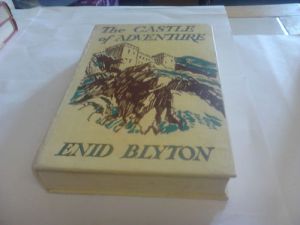 The CASTLE
of ADVENTURE
ENID BLYTON